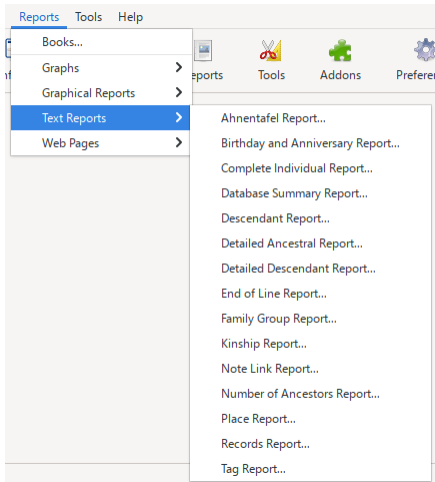 Reports Tools Help
Books...
Graphs
Graphical Reports
Text Reports
Web Pages
Tools Addons
Ahnentafel Report...
Birthday and Anniversary Report...
Complete Individual Report...
Database Summary Report...
Descendant Report...
Detailed Ancestral Report...
Detailed Descendant Report...
End of Line Report...
Family Group Report...
Kinship Report...
Note Link Report...
Number of Ancestors Report...
Place Report...
Records Report...
Tag Report...